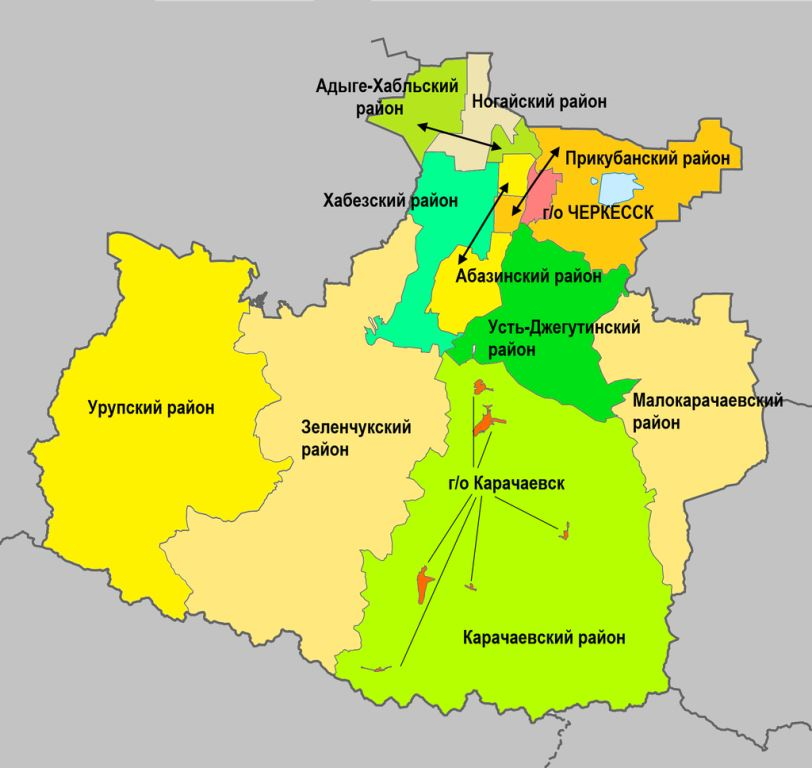 Адыге-Хабльский
район
Ногайский район
Прикубанский район
Хабезский район
г/о ЧЕРКЕССК
Абазинский район
Усть-Джегутинский
район
Малокарачаевский
район
Урупский район
Зеленчукский
район
г/о Карачаевск
Карачаевский район